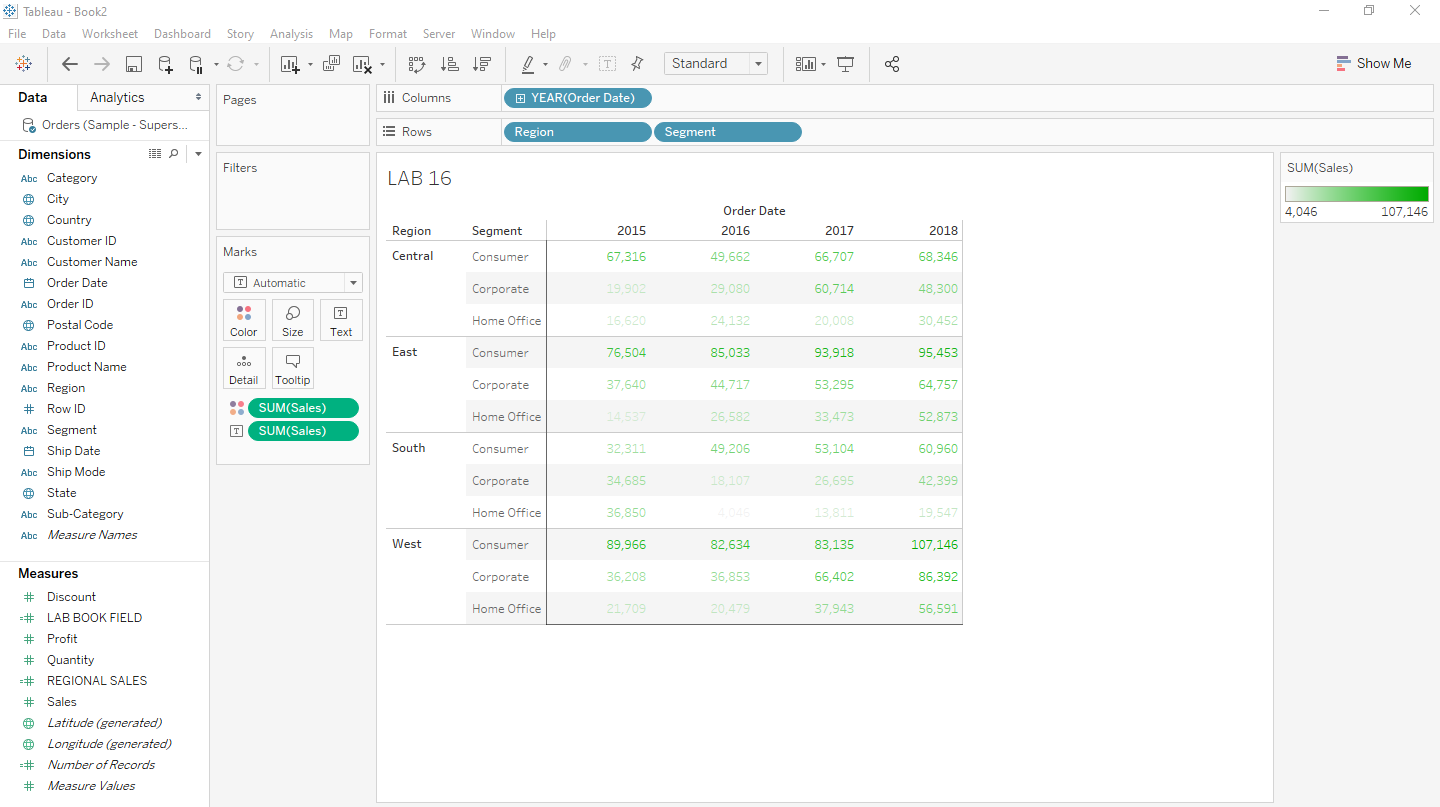 Tableau - Book2
File Data Worksheet Dashboard Story Analysis Map Format Server Window Help
Standard
Show Me
Data Analytics
Orders (Sample - Supers...
Dimensions
Abc Category
City
Country
Abc Customer ID
Abc Customer Name
Order Date
Abc Order ID
Postal Code
Abc Product ID
Abc Product Name
Abc Region
# Row ID
Abc Segment
Ship Date
Abc Ship Mode
State
Abc Sub-Category
Abc Measure Names
Measures
# Discount
=# LAB BOOK FIELD
# Profit
# Quantity
=# REGIONAL SALES
# Sales
Latitude (generated)
Longitude (generated)
=# Number of Records
# Measure Values
Pages
Filters
Marks
T Automatic
Color Size Text
Detail Tooltip
SUM(Sales)
T SUM(Sales)
Columns YEAR(Order Date)
Rows Region Segment
LAB 16
Order Date
Region Segment 2015 2016 2017 2018
Central Consumer 67,316 49,662 66,707 68,346
Corporate 19,902 29,080 60,714 48,300
Home Office 16,620 24,132 20,008 30,452
East Consumer 76,504 85,033 93,918 95,453
Corporate 37,640 44,717 53,295 64,757
Home Office 14,537 26,582 33,473 52,873
South Consumer 32,311 49,206 53,104 60,960
Corporate 34,685 18,107 26,695 42,399
Home Office 36,850 4,046 13,811 19,547
West Consumer 89,966 82,634 83,135 107,146
Corporate 36,208 36,853 66,402 86,392
Home Office 21,709 20,479 37,943 56,591
SUM(Sales)
4,046 107,146